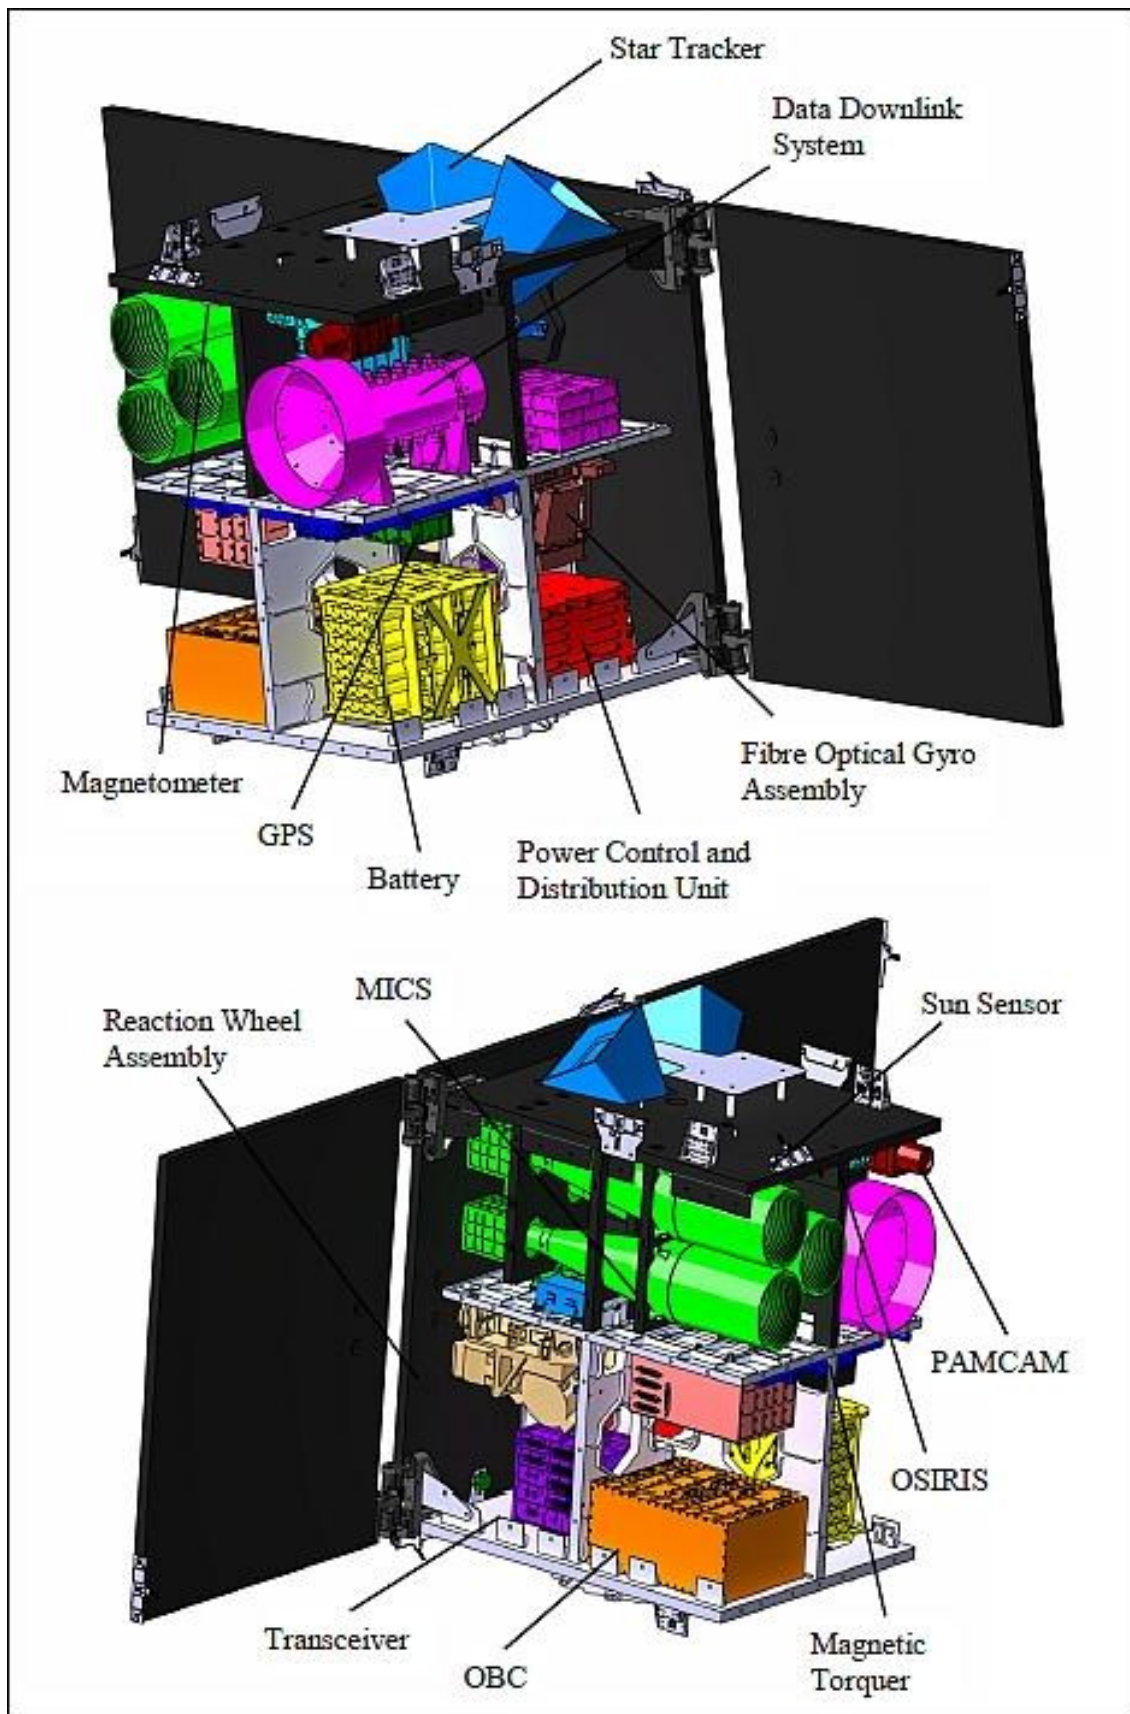 Star Tracker
Data Downlink
System
Magnetometer
GPS
Battery
Power Control and
Distribution Unit
Fibre Optical Gyro
Assembly
MICS
Reaction Wheel
Assembly
Sun Sensor
PAMCAM
OSIRIS
Transceiver
OBC
Magnetic
Torquer